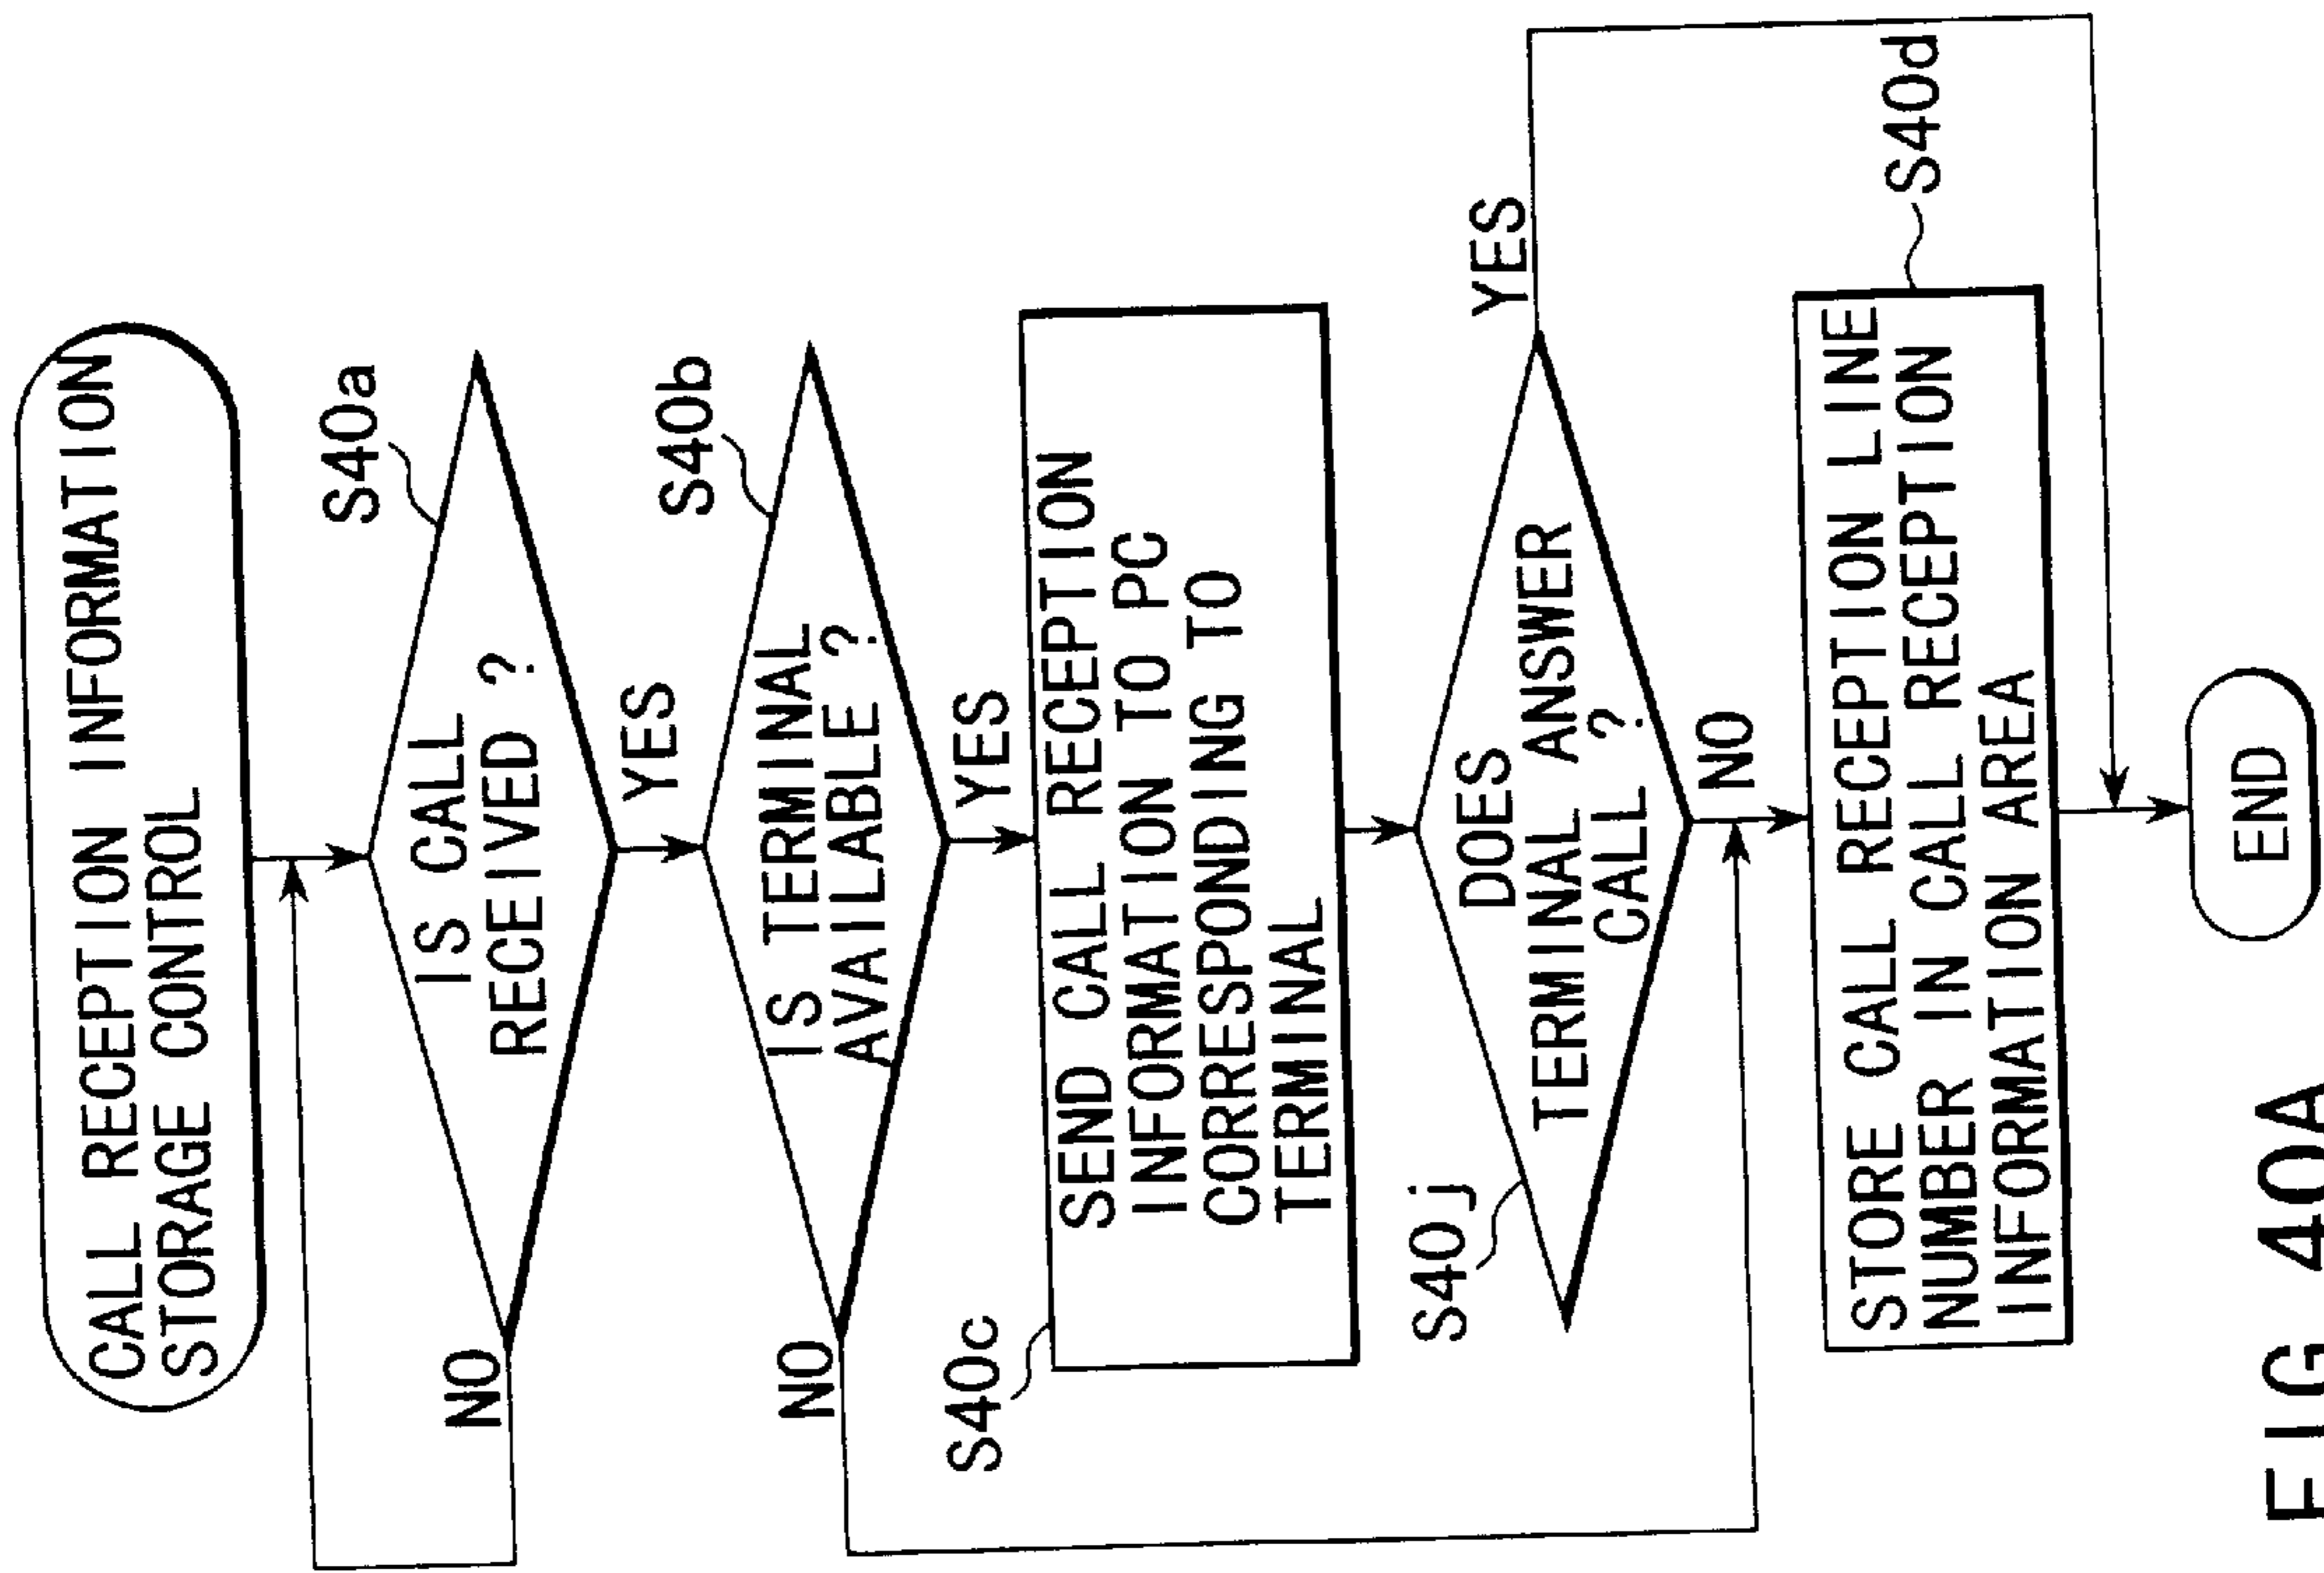 CALL RECEPTION INFORMATION
STORAGE CONTROL
S40a
IS CALL
RECEIVED ?
NO
YES
S40b
IS TERMINAL
AVAILABLE ?
NO
YES
S40c
SEND CALL RECEPTION
INFORMATION TO PC
CORRESPONDING TO
TERMINAL
S40j
DOES
TERMINAL ANSWER
CALL ?
YES
NO
S40d
STORE CALL RECEPTION LINE
NUMBER IN CALL RECEPTION
INFORMATION AREA
END
FIG. 40A